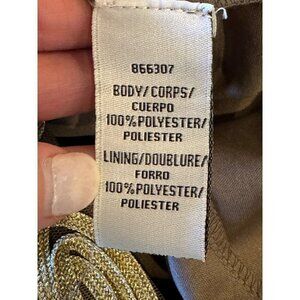 866307
BODY/CORPS/
CUERPO
100%POLYESTER/
POLIESTER
LINING/DOUBLURE/
FORRO
100%POLYESTER/
POLIESTER